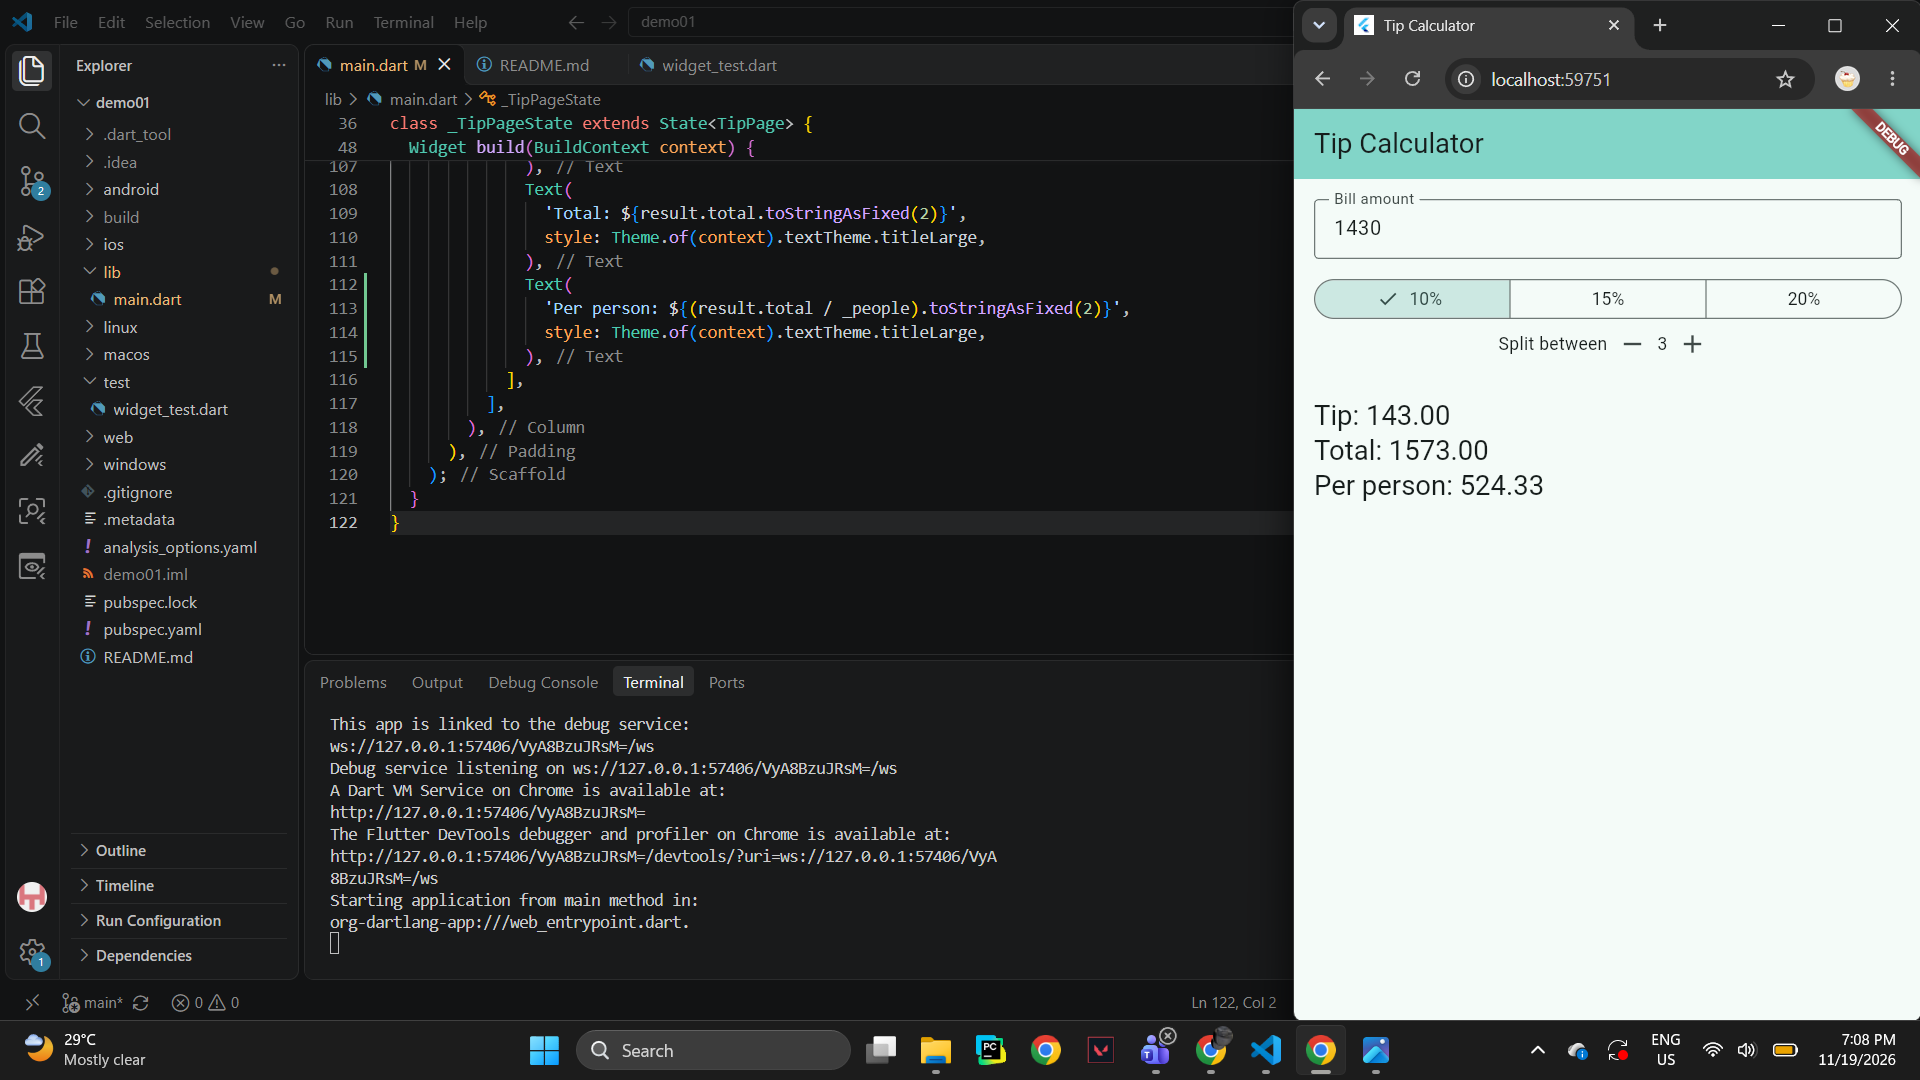 File Edit Selection View Go Run Terminal Help
demo01
Explorer
demo01
.dart_tool
.idea
android
build
ios
lib
main.dart M
linux
macos
test
widget_test.dart
web
windows
.gitignore
.metadata
analysis_options.yaml
demo01.iml
pubspec.lock
pubspec.yaml
README.md
Outline
Timeline
Run Configuration
Dependencies
2
1
main.dart M
README.md
widget_test.dart
lib > main.dart > _TipPageState
36 class _TipPageState extends State<TipPage> {
48 Widget build(BuildContext context) {
107 ), // Text
108 Text(
109 'Total: ${result.total.toStringAsFixed(2)}',
110 style: Theme.of(context).textTheme.titleLarge,
111 ), // Text
112 Text(
113 'Per person: ${(result.total / _people).toStringAsFixed(2)}',
114 style: Theme.of(context).textTheme.titleLarge,
115 ), // Text
116 ],
117 ],
118 ), // Column
119 ), // Padding
120 ); // Scaffold
121 }
122 }
Problems Output Debug Console Terminal Ports
This app is linked to the debug service:
ws://127.0.0.1:57406/VyA8BzuJRsM=/ws
Debug service listening on ws://127.0.0.1:57406/VyA8BzuJRsM=/ws
A Dart VM Service on Chrome is available at:
http://127.0.0.1:57406/VyA8BzuJRsM=
The Flutter DevTools debugger and profiler on Chrome is available at:
http://127.0.0.1:57406/VyA8BzuJRsM=/devtools/?uri=ws://127.0.0.1:57406/VyA
8BzuJRsM=/ws
Starting application from main method in:
org-dartlang-app:///web_entrypoint.dart.
main* 0 0
Ln 122, Col 2
Tip Calculator
localhost:59751
Tip Calculator
DEBUG
Bill amount
1430
10% 15% 20%
Split between 3
Tip: 143.00
Total: 1573.00
Per person: 524.33
29°C
Mostly clear
Search
PC
T
ENG
US
7:08 PM
11/19/2026